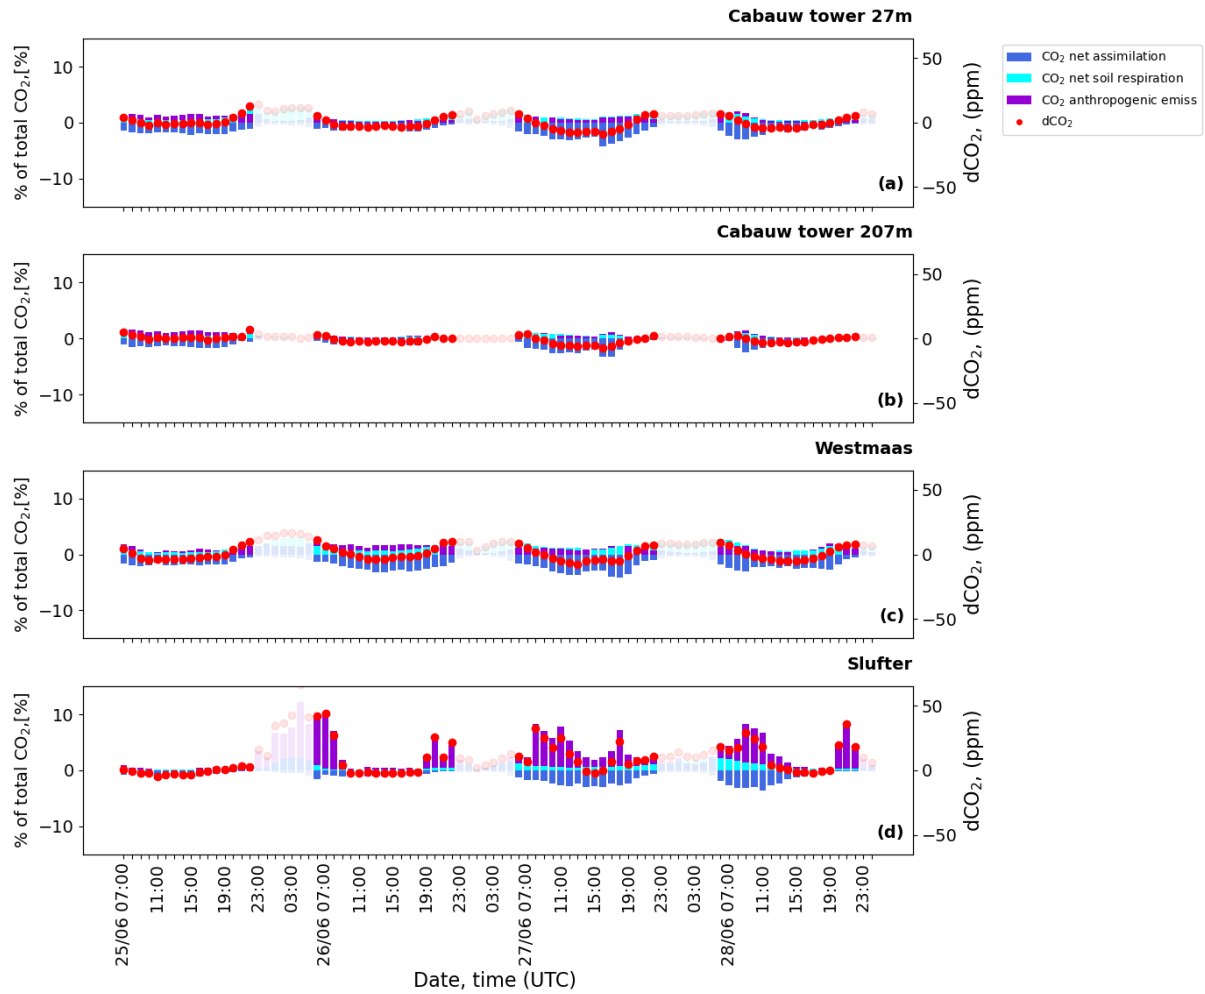 Cabauw tower 27m
% of total CO₂,[%]
10
0
−10
50
0
−50
dCO₂, (ppm)
(a)
CO₂ net assimilation
CO₂ net soil respiration
CO₂ anthropogenic emiss
dCO₂
Cabauw tower 207m
% of total CO₂,[%]
10
0
−10
50
0
−50
dCO₂, (ppm)
(b)
Westmaas
% of total CO₂,[%]
10
0
−10
50
0
−50
dCO₂, (ppm)
(c)
Slufter
% of total CO₂,[%]
10
0
−10
50
0
−50
dCO₂, (ppm)
(d)
25/06 07:00
11:00
15:00
19:00
23:00
03:00
26/06 07:00
11:00
15:00
19:00
23:00
03:00
27/06 07:00
11:00
15:00
19:00
23:00
03:00
28/06 07:00
11:00
15:00
19:00
23:00
Date, time (UTC)